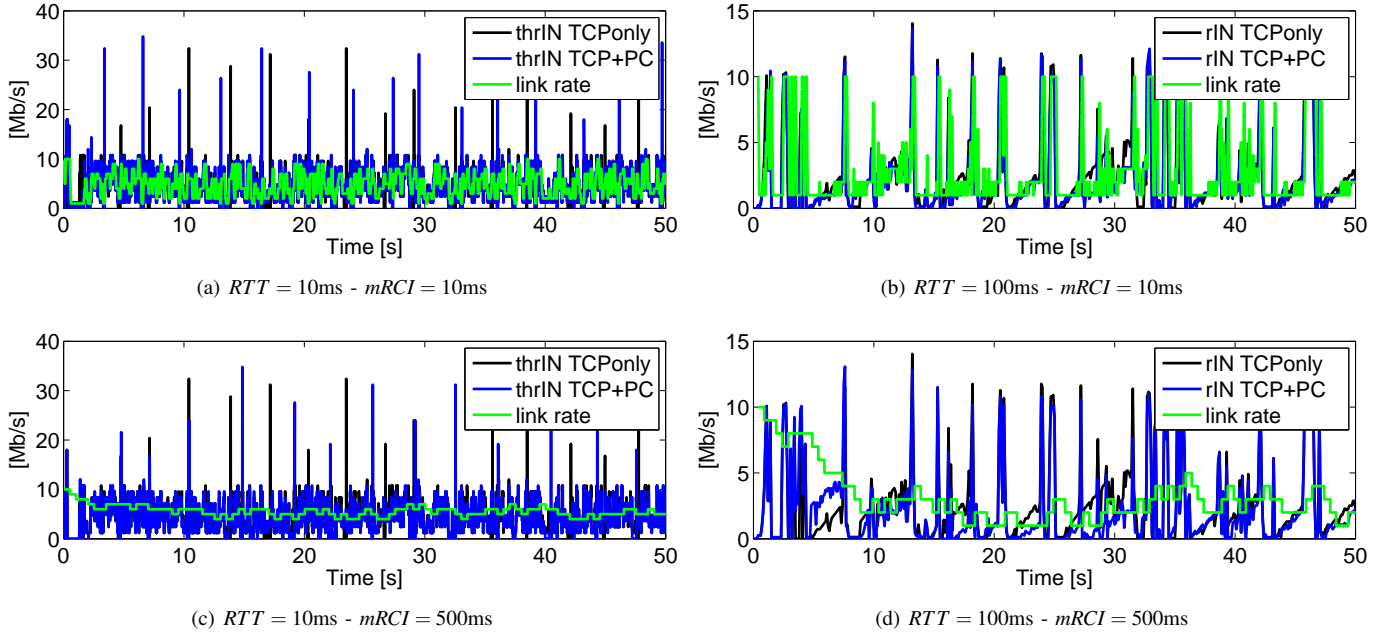 [Mb/s]
40
30
20
10
0
thrIN TCPonly
thrIN TCP+PC
link rate
0 10 20 30 40 50
Time [s]
(a) RTT = 10ms - mRCI = 10ms
[Mb/s]
15
10
5
0
rIN TCPonly
rIN TCP+PC
link rate
0 10 20 30 40 50
Time [s]
(b) RTT = 100ms - mRCI = 10ms
[Mb/s]
40
30
20
10
0
thrIN TCPonly
thrIN TCP+PC
link rate
0 10 20 30 40 50
Time [s]
(c) RTT = 10ms - mRCI = 500ms
[Mb/s]
15
10
5
0
rIN TCPonly
rIN TCP+PC
link rate
0 10 20 30 40 50
Time [s]
(d) RTT = 100ms - mRCI = 500ms